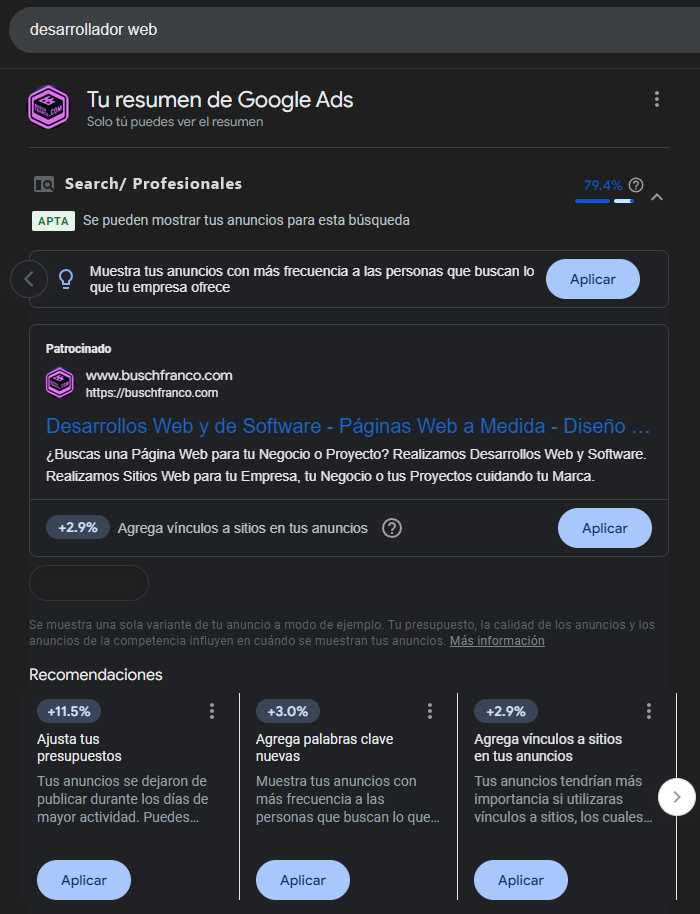 desarrollador web
Tu resumen de Google Ads
Solo tú puedes ver el resumen
Search/ Profesionales
79.4%
APTA Se pueden mostrar tus anuncios para esta búsqueda
Muestra tus anuncios con más frecuencia a las personas que buscan lo
que tu empresa ofrece
Aplicar
Patrocinado
www.buschfranco.com
https://buschfranco.com
Desarrollos Web y de Software - Páginas Web a Medida - Diseño ...
¿Buscas una Página Web para tu Negocio o Proyecto? Realizamos Desarrollos Web y Software.
Realizamos Sitios Web para tu Empresa, tu Negocio o tus Proyectos cuidando tu Marca.
+2.9% Agrega vínculos a sitios en tus anuncios
Aplicar
Se muestra una sola variante de tu anuncio a modo de ejemplo. Tu presupuesto, la calidad de los anuncios y los
anuncios de la competencia influyen en cuándo se muestran tus anuncios. Más información
Recomendaciones
+11.5%
Ajusta tus
presupuestos
Tus anuncios se dejaron de
publicar durante los días de
mayor actividad. Puedes...
Aplicar
+3.0%
Agrega palabras clave
nuevas
Muestra tus anuncios con
más frecuencia a las
personas que buscan lo que...
Aplicar
+2.9%
Agrega vínculos a sitios
en tus anuncios
Tus anuncios tendrían más
importancia si utilizaras
vínculos a sitios, los cuales...
Aplicar